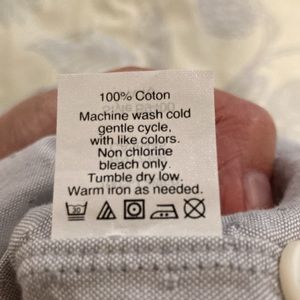 100% Coton
Machine wash cold
gentle cycle,
with like colors.
Non chlorine
bleach only.
Tumble dry low.
Warm iron as needed.
30